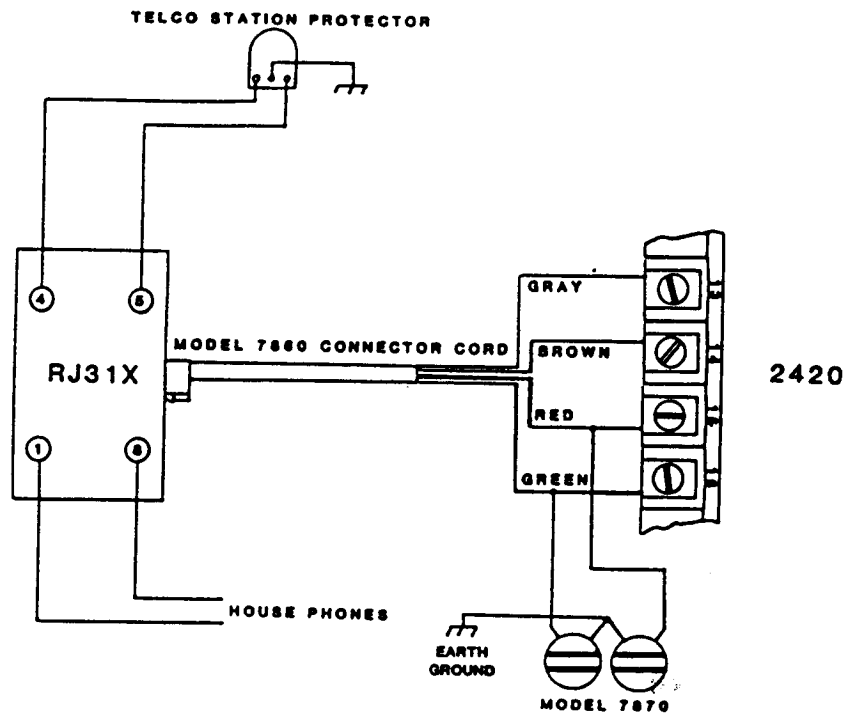 TELCO STATION PROTECTOR
4
5
GRAY
MODEL 7860 CONNECTOR CORD
BROWN
RJ31X
2420
RED
1
8
GREEN
HOUSE PHONES
EARTH
GROUND
MODEL 7870